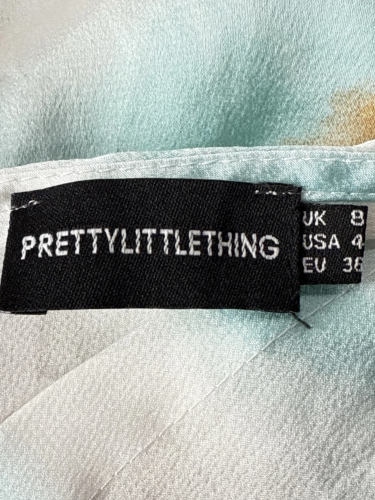 PRETTYLITTLETHING
UK 8
USA 4
EU 36